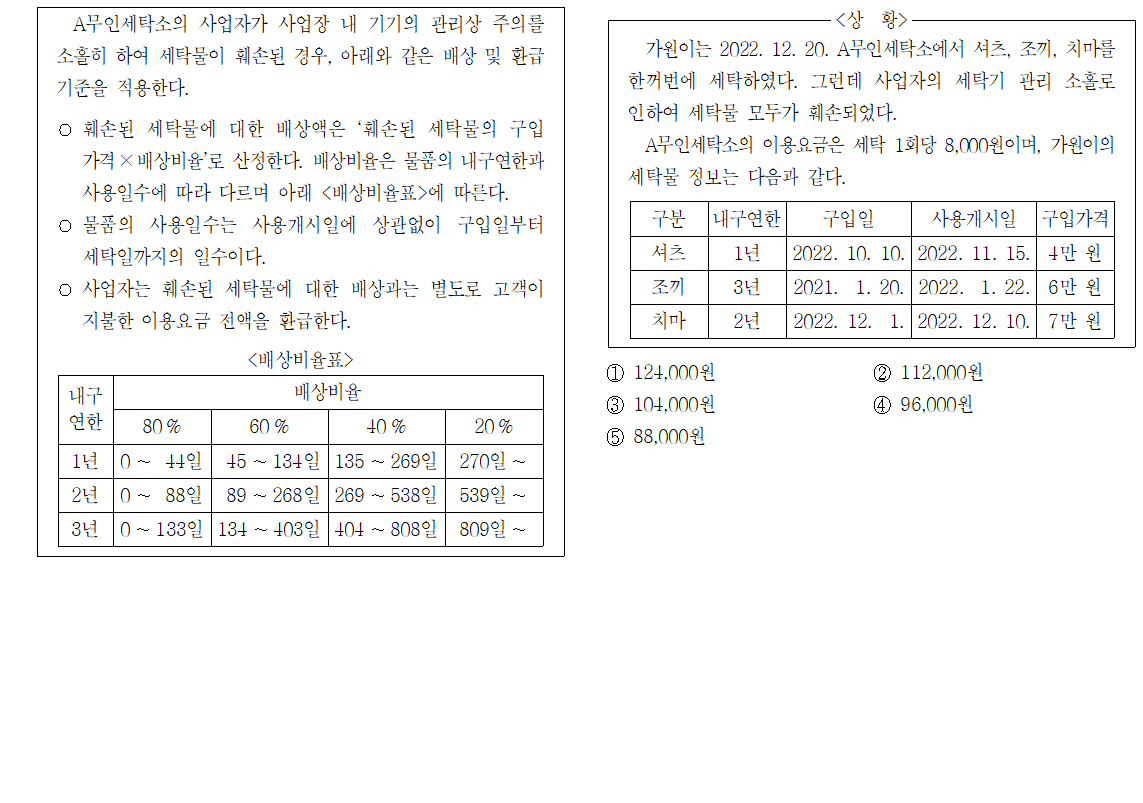 A무인세탁소의 사업자가 사업장 내 기기의 관리상 주의를
소홀히 하여 세탁물이 훼손된 경우, 아래와 같은 배상 및 환급
기준을 적용한다.
○ 훼손된 세탁물에 대한 배상액은 ‘훼손된 세탁물의 구입
가격×배상비율’로 산정한다. 배상비율은 물품의 내구연한과
사용일수에 따라 다르며 아래 <배상비율표>에 따른다.
○ 물품의 사용일수는 사용개시일에 상관없이 구입일부터
세탁일까지의 일수이다.
○ 사업자는 훼손된 세탁물에 대한 배상과는 별도로 고객이
지불한 이용요금 전액을 환급한다.
<배상비율표>
내구연한 배상비율
80% 60% 40% 20%
1년 0 ~ 44일 45 ~ 134일 135 ~ 269일 270일 ~
2년 0 ~ 88일 89 ~ 268일 269 ~ 538일 539일 ~
3년 0 ~ 133일 134 ~ 403일 404 ~ 808일 809일 ~
<상 황>
가원이는 2022. 12. 20. A무인세탁소에서 셔츠, 조끼, 치마를
한꺼번에 세탁하였다. 그런데 사업자의 세탁기 관리 소홀로
인하여 세탁물 모두가 훼손되었다.
A무인세탁소의 이용요금은 세탁 1회당 8,000원이며, 가원이의
세탁물 정보는 다음과 같다.
구분 내구연한 구입일 사용개시일 구입가격
셔츠 1년 2022. 10. 10. 2022. 11. 15. 4만 원
조끼 3년 2021. 1. 20. 2022. 1. 22. 6만 원
치마 2년 2022. 12. 1. 2022. 12. 10. 7만 원
① 124,000원 ② 112,000원
③ 104,000원 ④ 96,000원
⑤ 88,000원